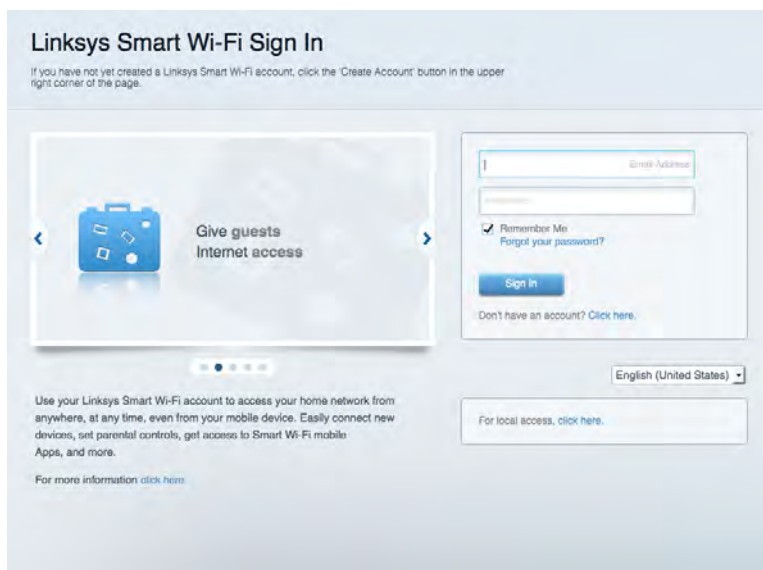 Linksys Smart Wi-Fi Sign In
If you have not yet created a Linksys Smart Wi-Fi account, click the 'Create Account' button in the upper
right corner of the page.
Give guests
Internet access
Email Address
Remember Me
Forgot your password?
Sign In
Don't have an account? Click here.
English (United States)
Use your Linksys Smart Wi-Fi account to access your home network from
anywhere, at any time, even from your mobile device. Easily connect new
devices, set parental controls, get access to Smart Wi-Fi mobile
Apps, and more.
For more information click here.
For local access, click here.